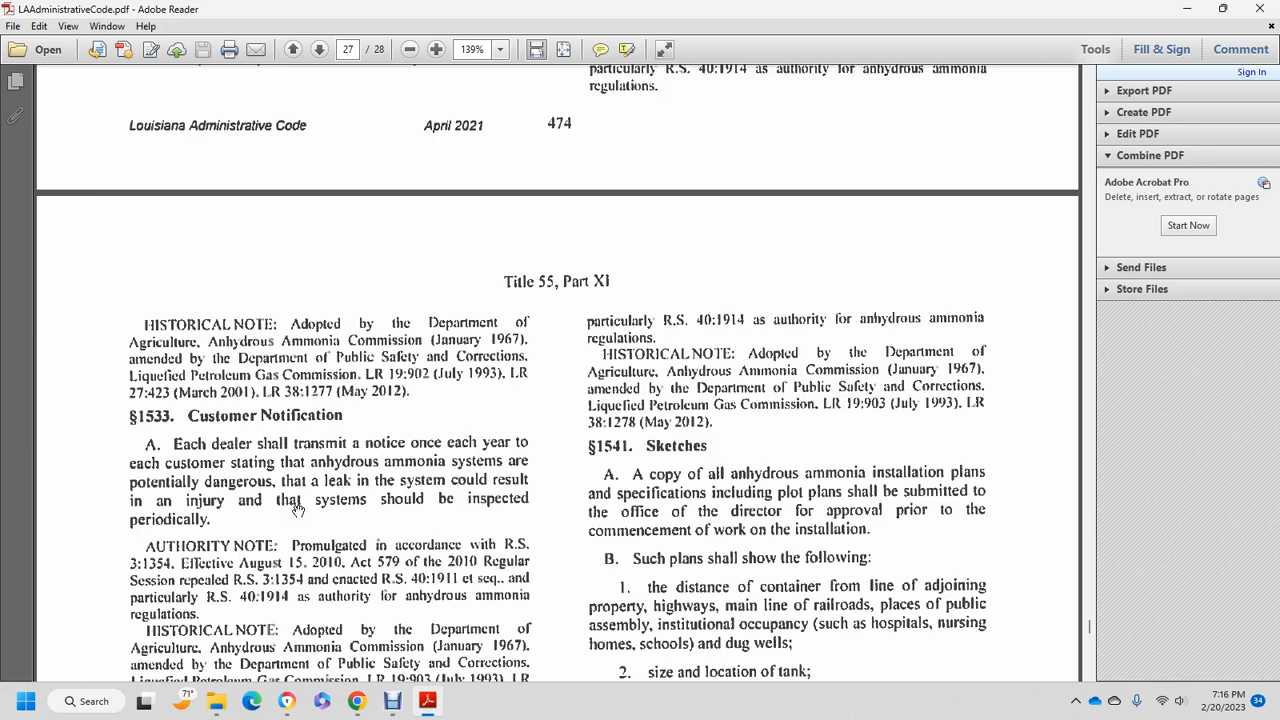 LAAdministrativeCode.pdf - Adobe Reader
File Edit View Window Help
Open 27 / 28 139% Tools Fill & Sign Comment
Sign In
Export PDF
Create PDF
Edit PDF
Combine PDF
Adobe Acrobat Pro
Delete, insert, extract, or rotate pages
Start Now
Send Files
Store Files
particularly R.S. 40:1914 as authority for anhydrous ammonia
regulations.
Louisiana Administrative Code April 2021 474
Title 55, Part XI
HISTORICAL NOTE: Adopted by the Department of
Agriculture, Anhydrous Ammonia Commission (January 1967),
amended by the Department of Public Safety and Corrections,
Liquefied Petroleum Gas Commission, LR 19:902 (July 1993), LR
27:423 (March 2001), LR 38:1277 (May 2012).
§1533. Customer Notification
A. Each dealer shall transmit a notice once each year to
each customer stating that anhydrous ammonia systems are
potentially dangerous, that a leak in the system could result
in an injury and that systems should be inspected
periodically.
AUTHORITY NOTE: Promulgated in accordance with R.S.
3:1354. Effective August 15, 2010, Act 579 of the 2010 Regular
Session repealed R.S. 3:1354 and enacted R.S. 40:1911 et seq., and
particularly R.S. 40:1914 as authority for anhydrous ammonia
regulations.
HISTORICAL NOTE: Adopted by the Department of
Agriculture, Anhydrous Ammonia Commission (January 1967),
amended by the Department of Public Safety and Corrections,
Liquefied Petroleum Gas Commission, LR 19:903 (July 1993), LR
particularly R.S. 40:1914 as authority for anhydrous ammonia
regulations.
HISTORICAL NOTE: Adopted by the Department of
Agriculture, Anhydrous Ammonia Commission (January 1967),
amended by the Department of Public Safety and Corrections,
Liquefied Petroleum Gas Commission, LR 19:903 (July 1993), LR
38:1278 (May 2012).
§1541. Sketches
A. A copy of all anhydrous ammonia installation plans
and specifications including plot plans shall be submitted to
the office of the director for approval prior to the
commencement of work on the installation.
B. Such plans shall show the following:
1. the distance of container from line of adjoining
property, highways, main line of railroads, places of public
assembly, institutional occupancy (such as hospitals, nursing
homes, schools) and dug wells;
2. size and location of tank;
Search
71°
7:16 PM
2/20/2023
34